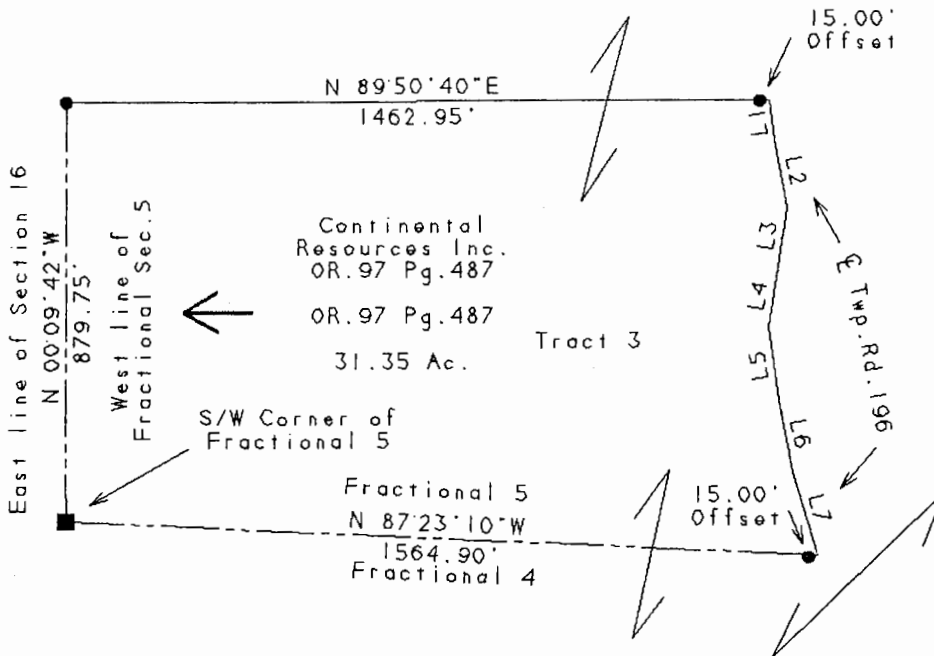 15.00'
Offset
N 89°50'40"E
1462.95'
L1
L2
L3
L4
L5
L6
L7
℄ Twp.Rd.196
East line of Section 16
N 00°09'42"W
879.75'
West line of
Fractional Sec.5
Continental
Resources Inc.
OR.97 Pg.487
OR.97 Pg.487
31.35 Ac.
Tract 3
S/W Corner of
Fractional 5
Fractional 5
N 87°23'10"W
1564.90'
Fractional 4
15.00'
Offset